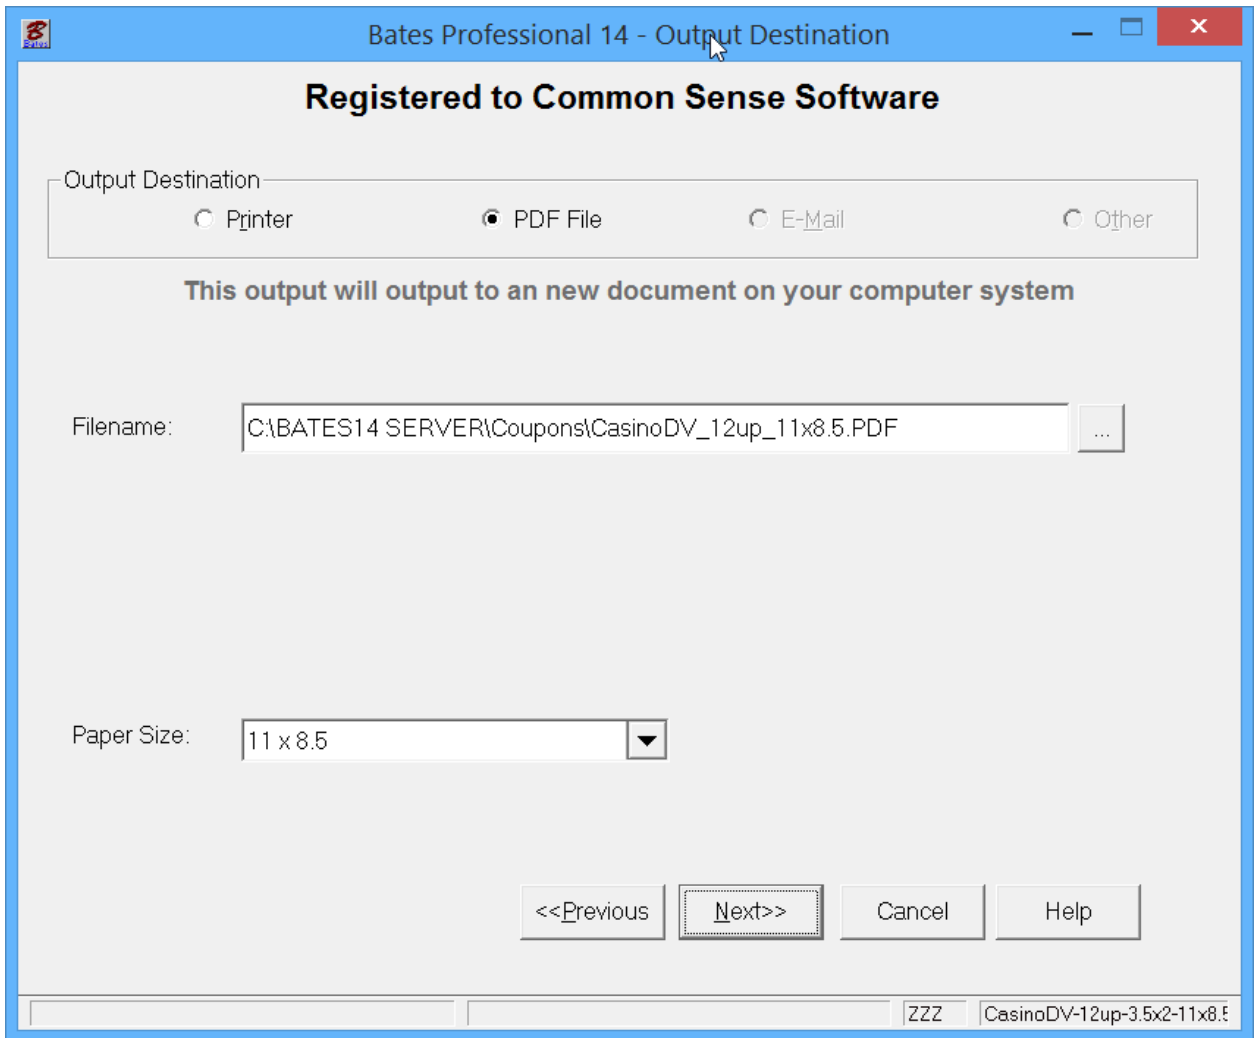 Bates Professional 14 - Output Destination
Bates
Registered to Common Sense Software
Output Destination
Printer PDF File E-Mail Other
This output will output to an new document on your computer system
Filename: C:\BATES14 SERVER\Coupons\CasinoDV_12up_11x8.5.PDF ...
Paper Size: 11 x 8.5
<<Previous Next>> Cancel Help
ZZZ CasinoDV-12up-3.5x2-11x8.5